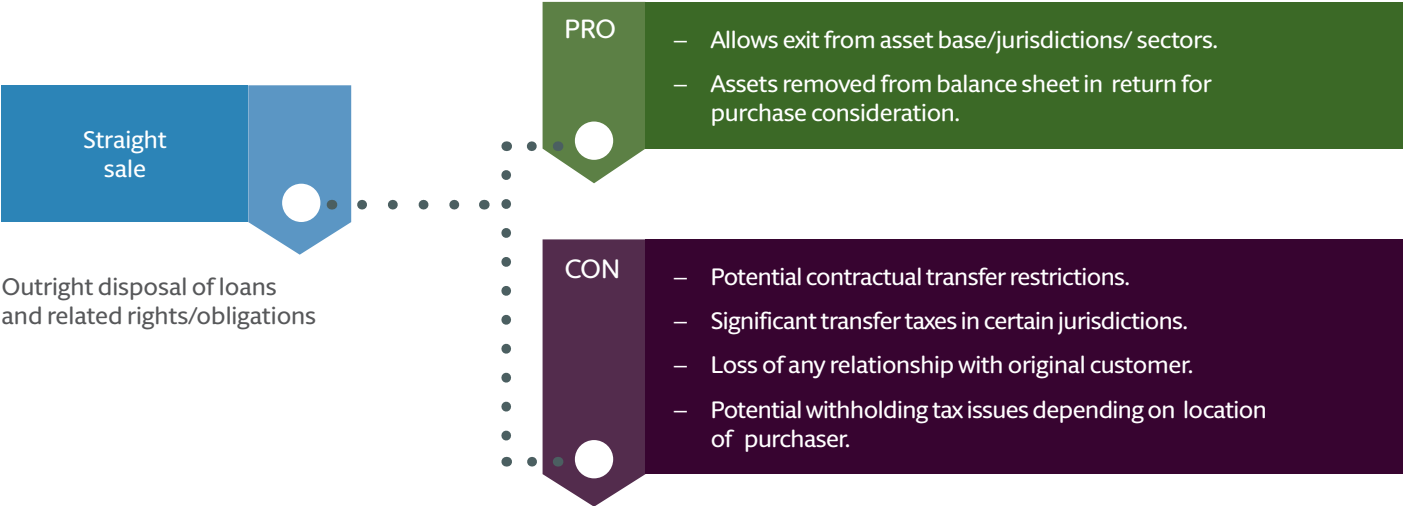 Straight
sale
Outright disposal of loans
and related rights/obligations
PRO
– Allows exit from asset base/jurisdictions/ sectors.
– Assets removed from balance sheet in return for
purchase consideration.
CON
– Potential contractual transfer restrictions.
– Significant transfer taxes in certain jurisdictions.
– Loss of any relationship with original customer.
– Potential withholding tax issues depending on location
of purchaser.